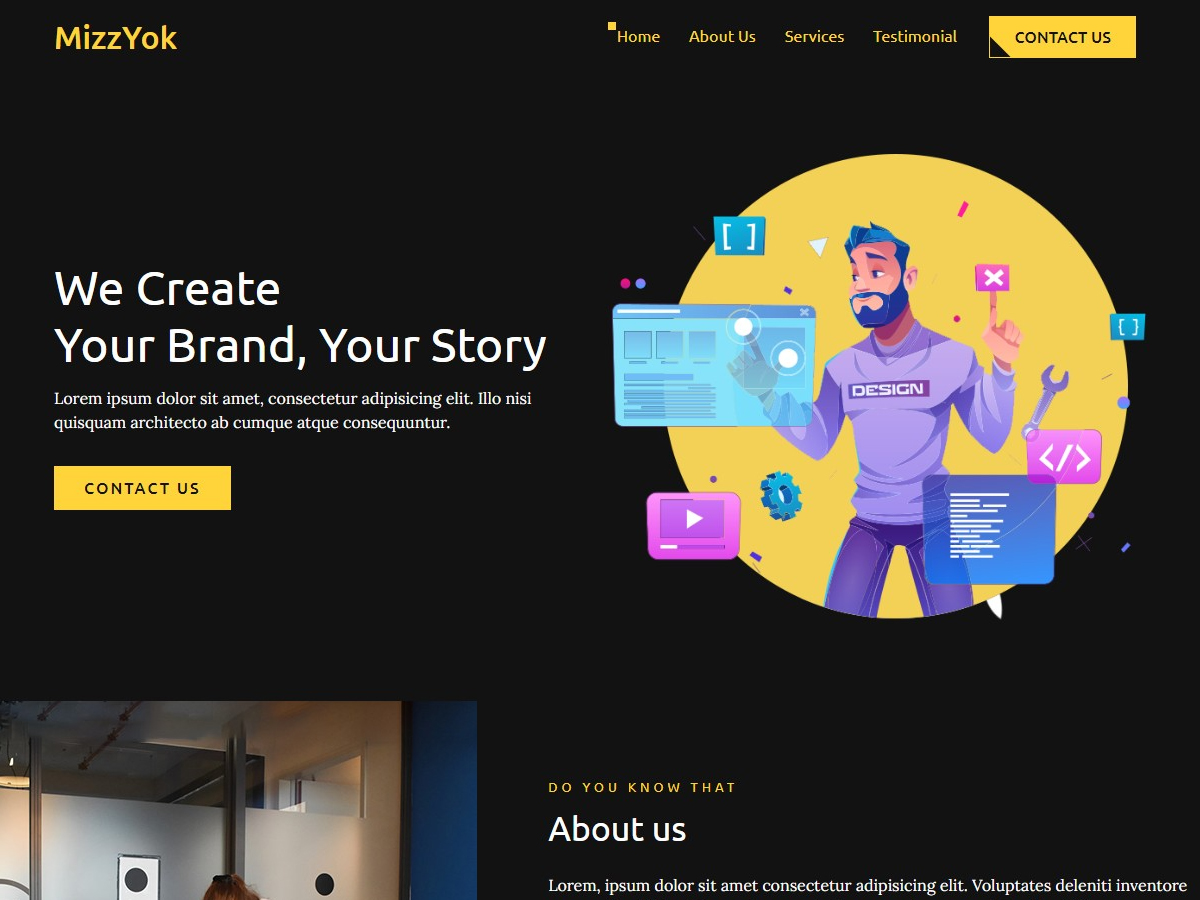 MizzYok
Home About Us Services Testimonial CONTACT US
We Create
Your Brand, Your Story
Lorem ipsum dolor sit amet, consectetur adipisicing elit. Illo nisi
quisquam architecto ab cumque atque consequuntur.
CONTACT US
[ ]
[ ]
DESIGN
</>
DO YOU KNOW THAT
About us
Lorem, ipsum dolor sit amet consectetur adipisicing elit. Voluptates deleniti inventore